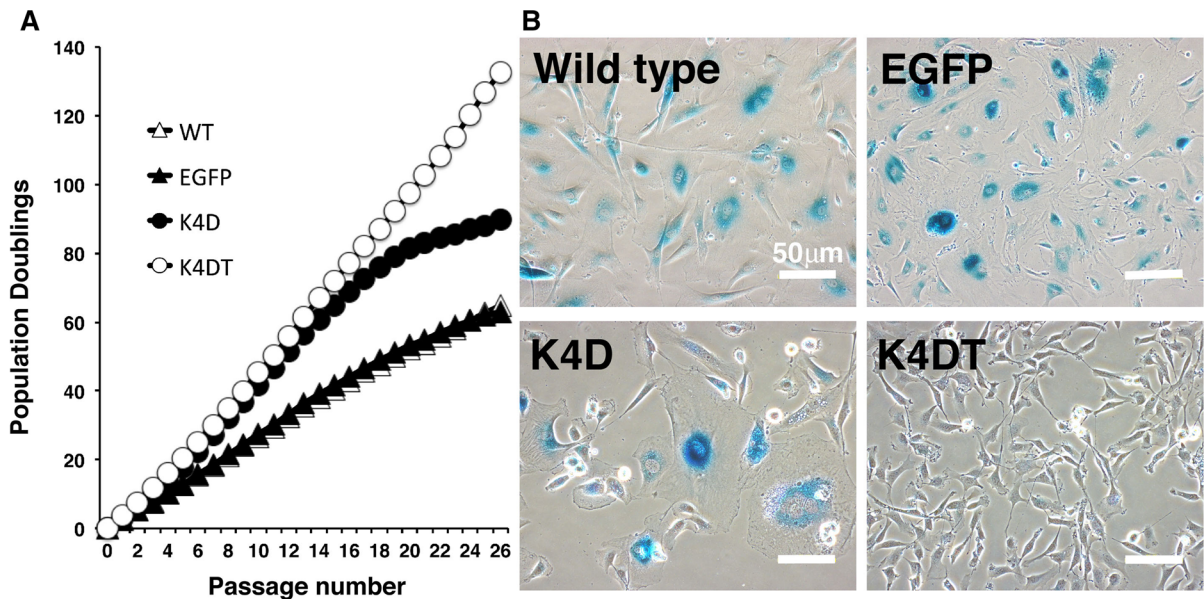 A
Population Doublings
140
120
100
80
60
40
20
0
WT
EGFP
K4D
K4DT
0 2 4 6 8 10 12 14 16 18 20 22 24 26
Passage number
B
Wild type
50μm
EGFP
K4D
K4DT